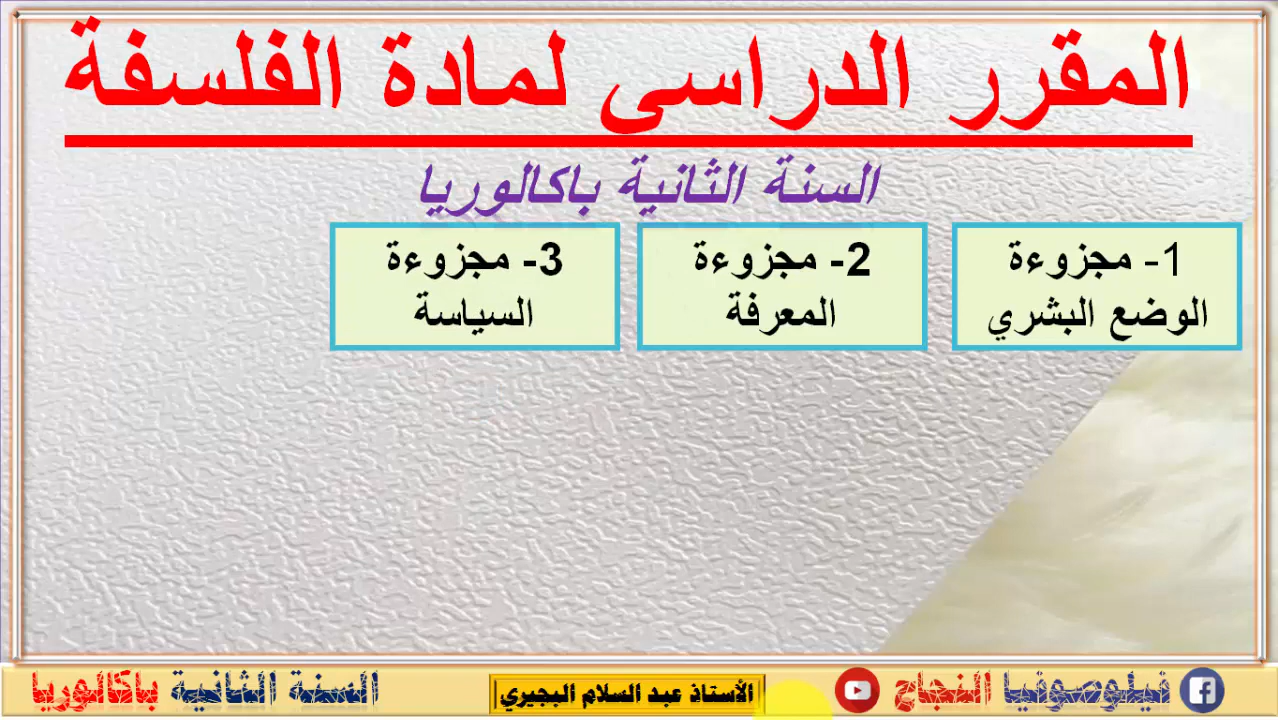 المقرر الدراسي لمادة الفلسفة
السنة الثانية باكالوريا
1- مجزوءة
الوضع البشري
2- مجزوءة
المعرفة
3- مجزوءة
السياسة
فيلوصوفيا النجاح
الأستاذ عبد السلام البجيري
السنة الثانية باكالوريا